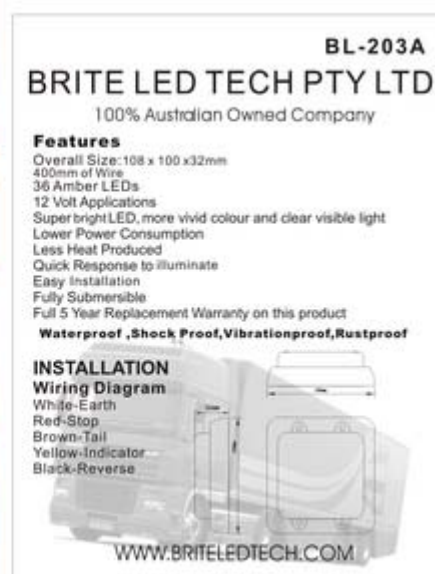 BL-203A
BRITE LED TECH PTY LTD
100% Australian Owned Company
Features
Overall Size:108 x 100 x32mm
400mm of Wire
36 Amber LEDs
12 Volt Applications
Super bright LED, more vivid colour and clear visible light
Lower Power Consumption
Less Heat Produced
Quick Response to illuminate
Easy Installation
Fully Submersible
Full 5 Year Replacement Warranty on this product
Waterproof ,Shock Proof,Vibrationproof,Rustproof
INSTALLATION
Wiring Diagram
White-Earth
Red-Stop
Brown-Tail
Yellow-Indicator
Black-Reverse
WWW.BRITELEDTECH.COM